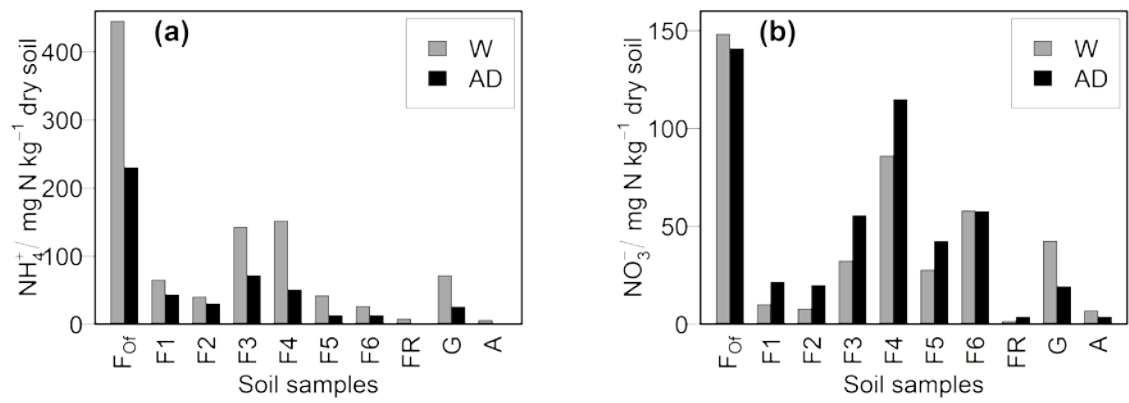 (a)
W
AD
NH₄⁺/ mg N kg⁻¹ dry soil
400
300
200
100
0
F_Of F1 F2 F3 F4 F5 F6 FR G A
Soil samples
(b)
W
AD
NO₃⁻/ mg N kg⁻¹ dry soil
150
100
50
0
F_Of F1 F2 F3 F4 F5 F6 FR G A
Soil samples